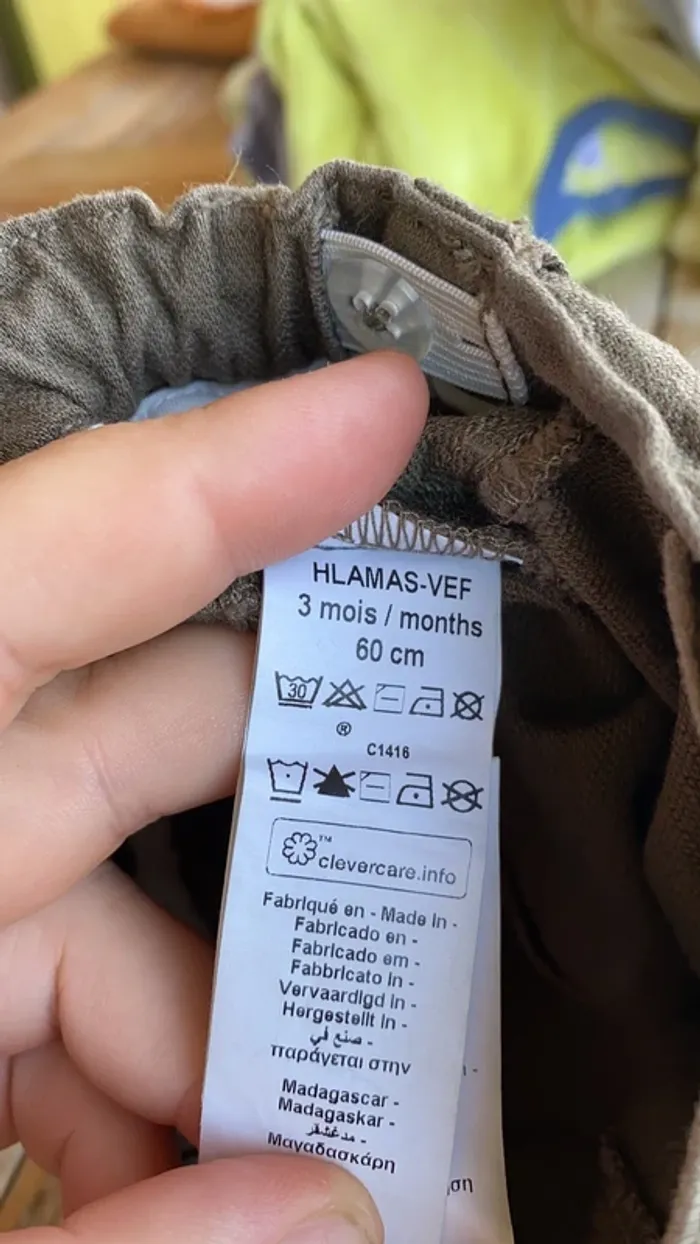 HLAMAS-VEF
3 mois / months
60 cm
30
®
C1416
™
clevercare.info
Fabriqué en - Made in -
Fabricado en -
Fabricado em -
Fabbricato in -
Vervaardigd in -
Hergestellt in -
صنع في -
παράγεται στην
Madagascar -
Madagaskar -
مدغشقر -
Μαγαδασκάρη